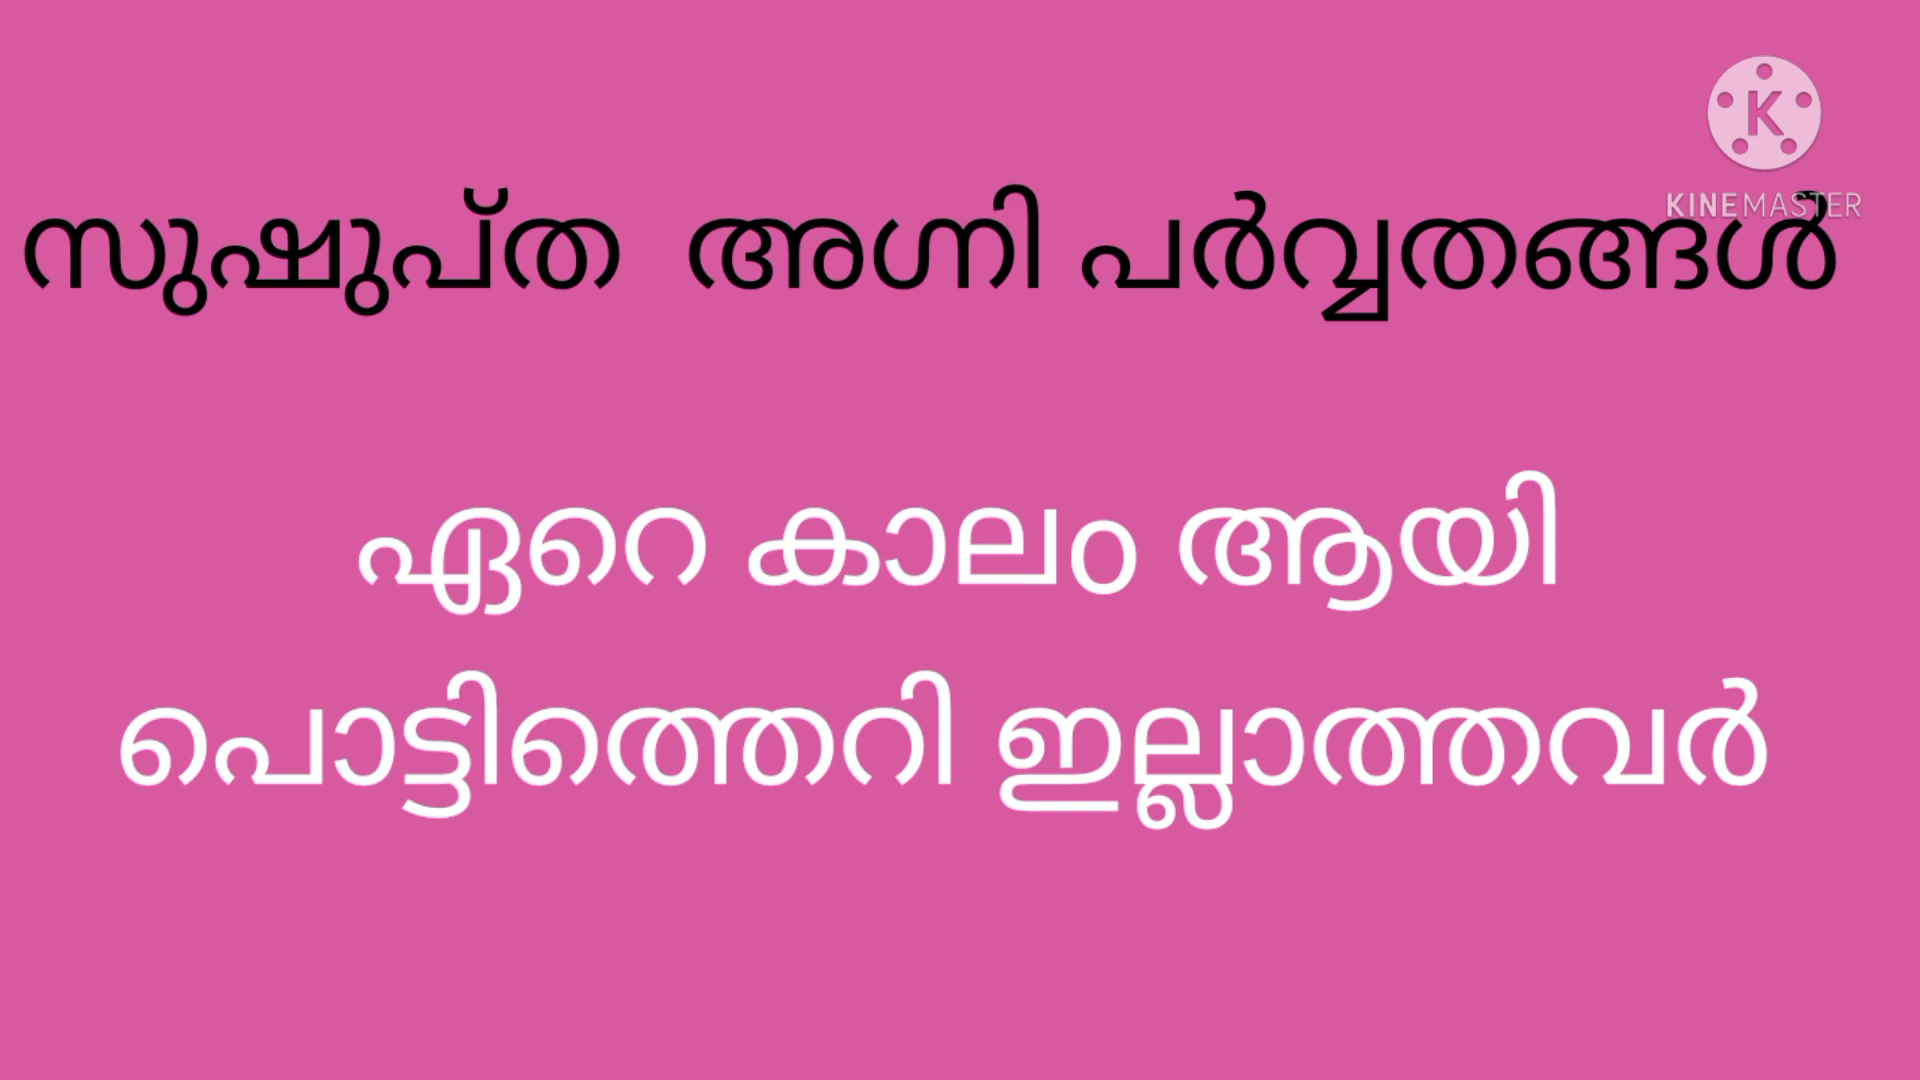 KINEMASTER
സുഷുപ്ത അഗ്നി പർവ്വതങ്ങൾ
ഏറെ കാലം ആയി
പൊട്ടിത്തെറി ഇല്ലാത്തവർ